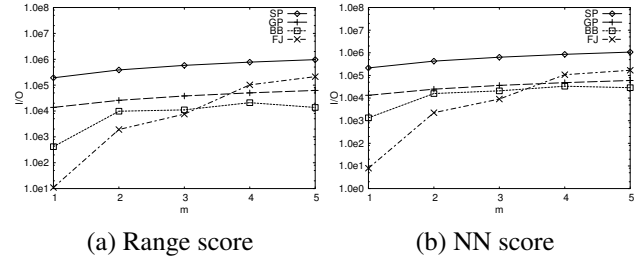 1.0e8
1.0e7
1.0e6
1.0e5
1.0e4
1.0e3
1.0e2
1.0e1
I/O
SP
GP
BB
FJ
1 2 3 4 5
m
(a) Range score
1.0e8
1.0e7
1.0e6
1.0e5
1.0e4
1.0e3
1.0e2
1.0e1
1.0e0
I/O
SP
GP
BB
FJ
1 2 3 4 5
m
(b) NN score